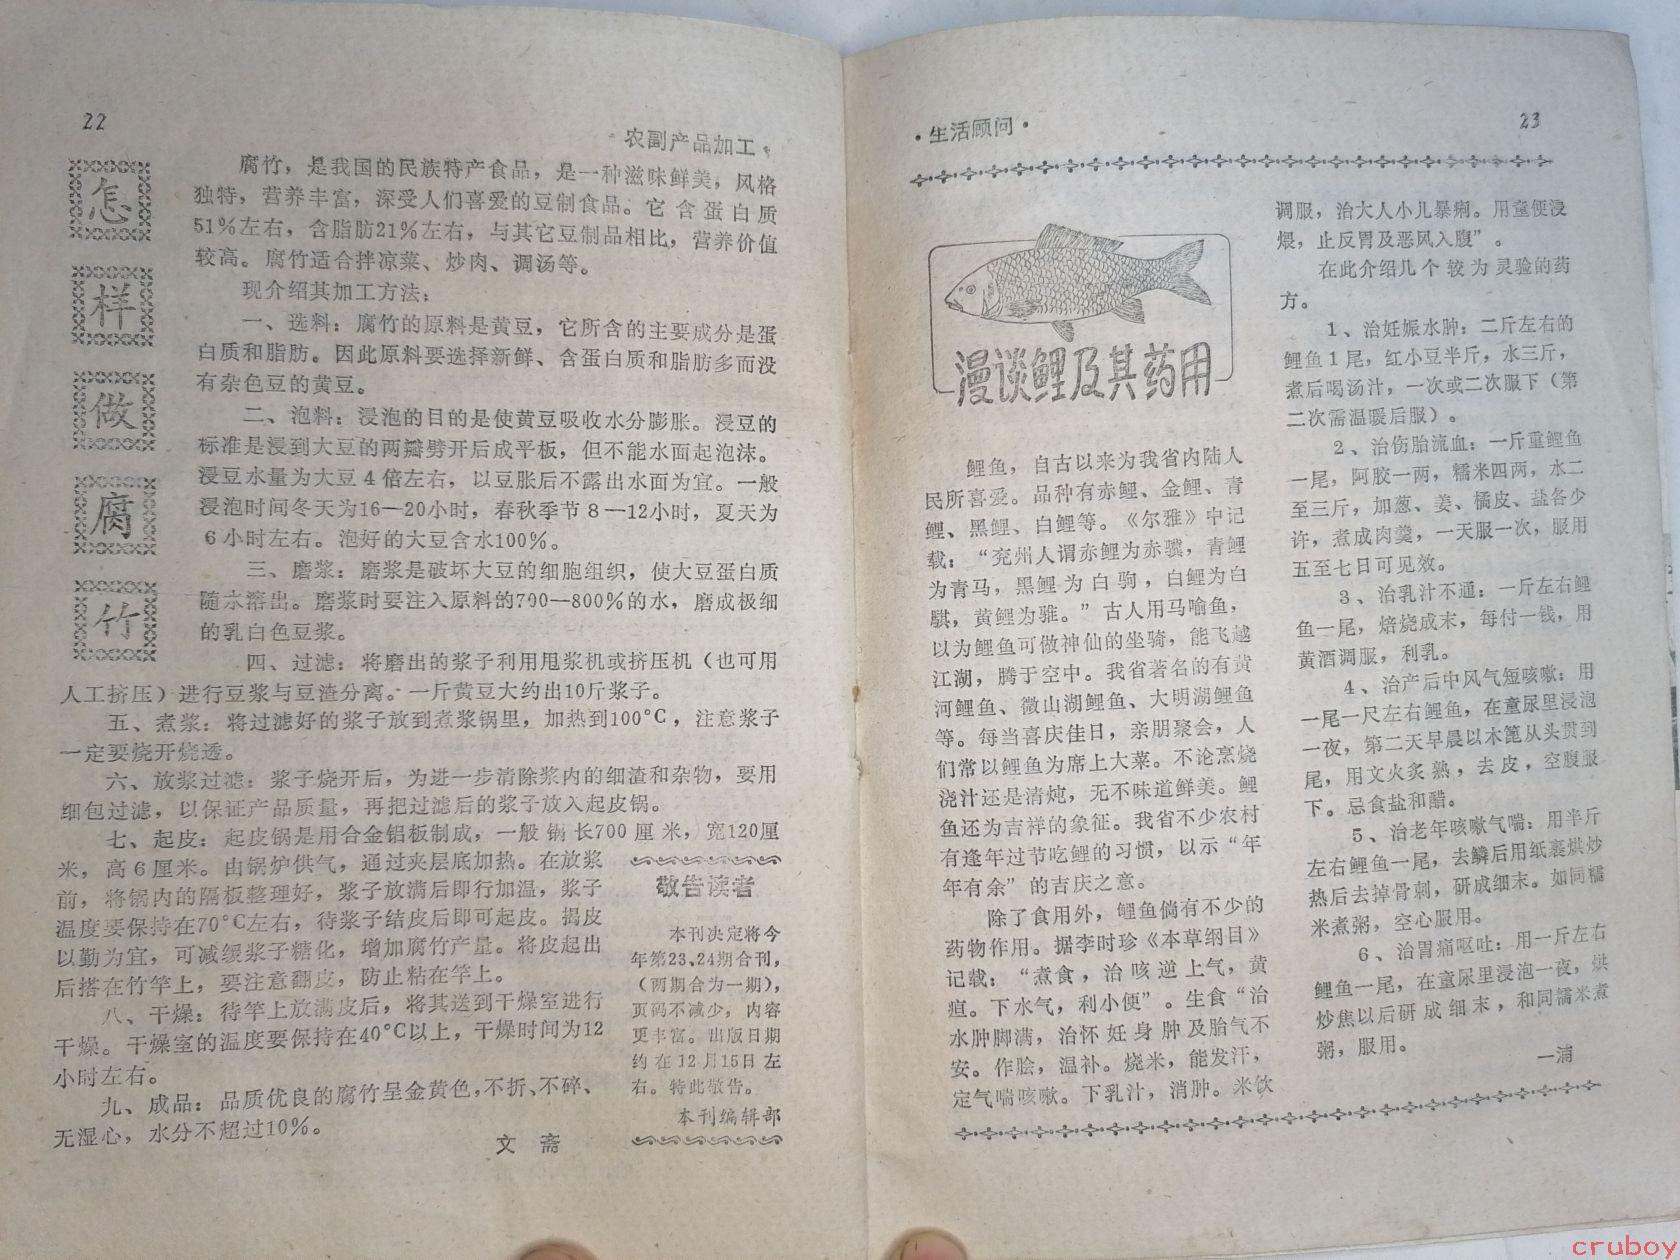 22
·农副产品加工·
怎
样
做
腐
竹
腐竹，是我国的民族特产食品，是一种滋味鲜美，风格
独特，营养丰富，深受人们喜爱的豆制食品。它含蛋白质
51%左右，含脂肪21%左右，与其它豆制品相比，营养价值
较高。腐竹适合拌凉菜、炒肉、调汤等。
现介绍其加工方法：
一、选料：腐竹的原料是黄豆，它所含的主要成分是蛋
白质和脂肪。因此原料要选择新鲜、含蛋白质和脂肪多而没
有杂色豆的黄豆。
二、泡料：浸泡的目的是使黄豆吸收水分膨胀。浸豆的
标准是浸到大豆的两瓣劈开后成平板，但不能水面起泡沫。
浸豆水量为大豆4倍左右，以豆胀后不露出水面为宜。一般
浸泡时间冬天为16—20小时，春秋季节8—12小时，夏天为
6小时左右。泡好的大豆含水100%。
三、磨浆：磨浆是破坏大豆的细胞组织，使大豆蛋白质
随水溶出。磨浆时要注入原料的700—800%的水，磨成极细
的乳白色豆浆。
四、过滤：将磨出的浆子利用甩浆机或挤压机（也可用
人工挤压）进行豆浆与豆渣分离。一斤黄豆大约出10斤浆子。
五、煮浆：将过滤好的浆子放到煮浆锅里，加热到100°C，注意浆子
一定要烧开烧透。
六、放浆过滤：浆子烧开后，为进一步清除浆内的细渣和杂物，要用
细包过滤，以保证产品质量，再把过滤后的浆子放入起皮锅。
七、起皮：起皮锅是用合金铝板制成，一般锅长700厘米，宽120厘
米，高6厘米。由锅炉供气，通过夹层底加热。在放浆
前，将锅内的隔板整理好，浆子放满后即行加温，浆子
温度要保持在70°C左右，待浆子结皮后即可起皮。揭皮
以勤为宜，可减缓浆子糖化，增加腐竹产量。将皮起出
后搭在竹竿上，要注意翻皮，防止粘在竿上。
八、干燥：待竿上放满皮后，将其送到干燥室进行
干燥。干燥室的温度要保持在40°C以上，干燥时间为12
小时左右。
九、成品：品质优良的腐竹呈金黄色，不折、不碎、
无湿心，水分不超过10%。
文 斋
敬告读者
本刊决定将今
年第23、24期合刊，
（两期合为一期），
页码不减少，内容
更丰富。出版日期
约在12月15日左
右。特此敬告。
本刊编辑部
·生活顾问·
23
漫谈鲤及其药用
鲤鱼，自古以来为我省内陆人
民所喜爱。品种有赤鲤、金鲤、青
鲤、黑鲤、白鲤等。《尔雅》中记
载：“兖州人谓赤鲤为赤骥，青鲤
为青马，黑鲤为白驹，白鲤为白
骐，黄鲤为骓。”古人用马喻鱼，
以为鲤鱼可做神仙的坐骑，能飞越
江湖，腾于空中。我省著名的有黄
河鲤鱼、微山湖鲤鱼、大明湖鲤鱼
等。每当喜庆佳日，亲朋聚会，人
们常以鲤鱼为席上大菜。不论烹烧
浇汁还是清炖，无不味道鲜美。鲤
鱼还为吉祥的象征。我省不少农村
有逢年过节吃鲤的习惯，以示“年
年有余”的吉庆之意。
除了食用外，鲤鱼倘有不少的
药物作用。据李时珍《本草纲目》
记载：“煮食，治咳逆上气，黄
疸。下水气，利小便”。生食“治
水肿脚满，治怀妊身肿及胎气不
安。作脍，温补。烧米，能发汗，
定气喘咳嗽。下乳汁，消肿。米饮
调服，治大人小儿暴痢。用童便浸
煨，止反胃及恶风入腹”。
在此介绍几个较为灵验的药
方。
1、治妊娠水肿：二斤左右的
鲤鱼1尾，红小豆半斤，水三斤，
煮后喝汤汁，一次或二次服下（第
二次需温暖后服）。
2、治伤胎流血：一斤重鲤鱼
一尾，阿胶一两，糯米四两，水二
至三斤，加葱、姜、橘皮、盐各少
许，煮成肉羹，一天服一次，服用
五至七日可见效。
3、治乳汁不通：一斤左右鲤
鱼一尾，焙烧成末，每付一钱，用
黄酒调服，利乳。
4、治产后中风气短咳嗽：用
一尾一尺左右鲤鱼，在童尿里浸泡
一夜，第二天早晨以木篦从头贯到
尾，用文火炙熟，去皮，空腹服
下。忌食盐和醋。
5、治老年咳嗽气喘：用半斤
左右鲤鱼一尾，去鳞后用纸裹烘炒
热后去掉骨刺，研成细末。如同糯
米煮粥，空心服用。
6、治胃痛呕吐：用一斤左右
鲤鱼一尾，在童尿里浸泡一夜，烘
炒焦以后研成细末，和同糯米煮
粥，服用。
一浦
cruboy